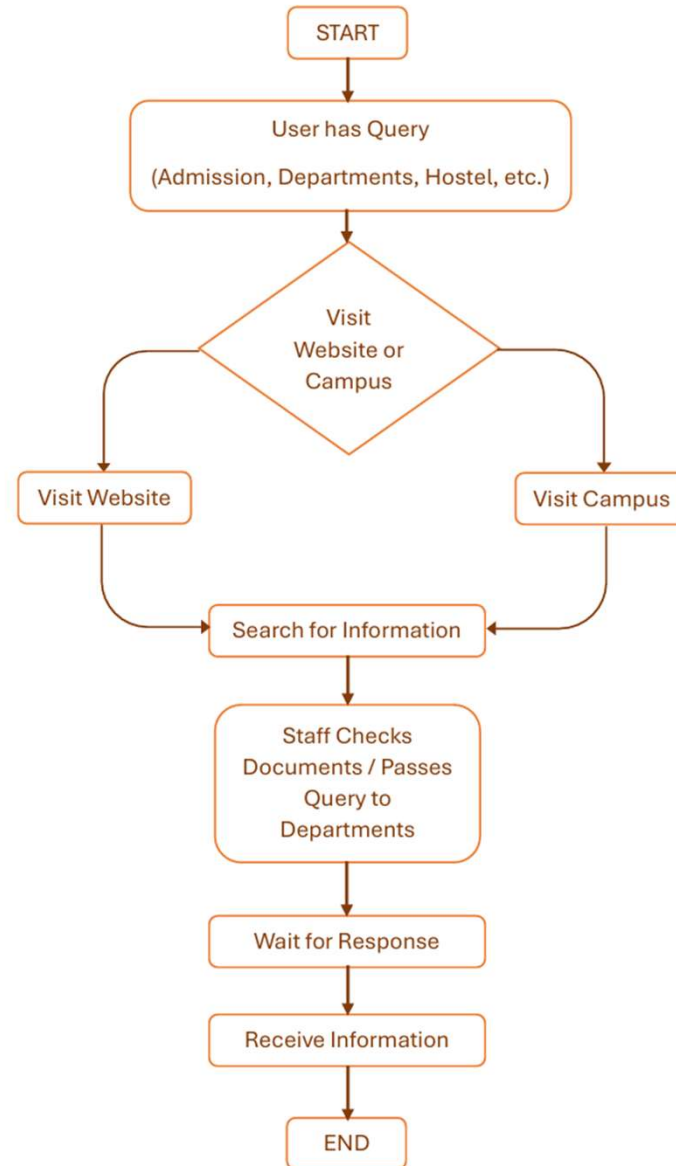 START
User has Query
(Admission, Departments, Hostel, etc.)
Visit
Website or
Campus
Visit Website
Visit Campus
Search for Information
Staff Checks
Documents / Passes
Query to
Departments
Wait for Response
Receive Information
END